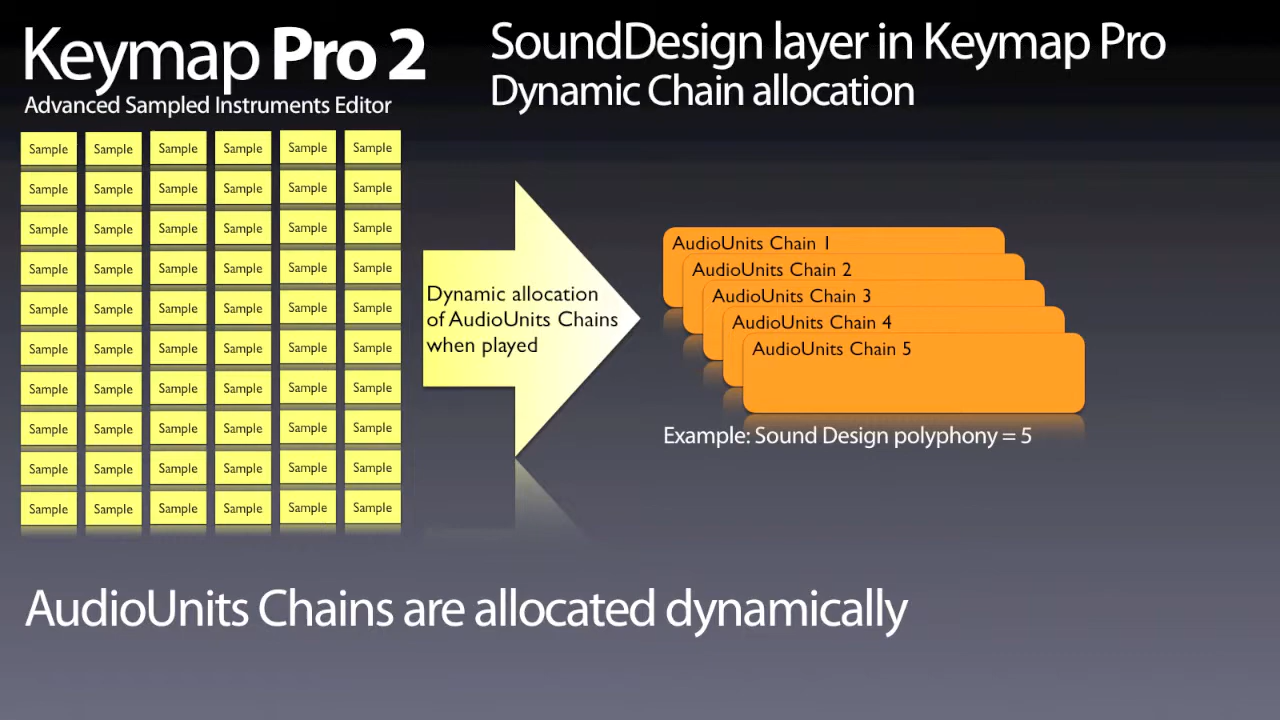 Keymap Pro 2
Advanced Sampled Instruments Editor
SoundDesign layer in Keymap Pro
Dynamic Chain allocation
Sample Sample Sample Sample Sample Sample
Sample Sample Sample Sample Sample Sample
Sample Sample Sample Sample Sample Sample
Sample Sample Sample Sample Sample Sample
Sample Sample Sample Sample Sample Sample
Sample Sample Sample Sample Sample Sample
Sample Sample Sample Sample Sample Sample
Sample Sample Sample Sample Sample Sample
Sample Sample Sample Sample Sample Sample
Sample Sample Sample Sample Sample Sample
Dynamic allocation
of AudioUnits Chains
when played
AudioUnits Chain 1
AudioUnits Chain 2
AudioUnits Chain 3
AudioUnits Chain 4
AudioUnits Chain 5
Example: Sound Design polyphony = 5
AudioUnits Chains are allocated dynamically